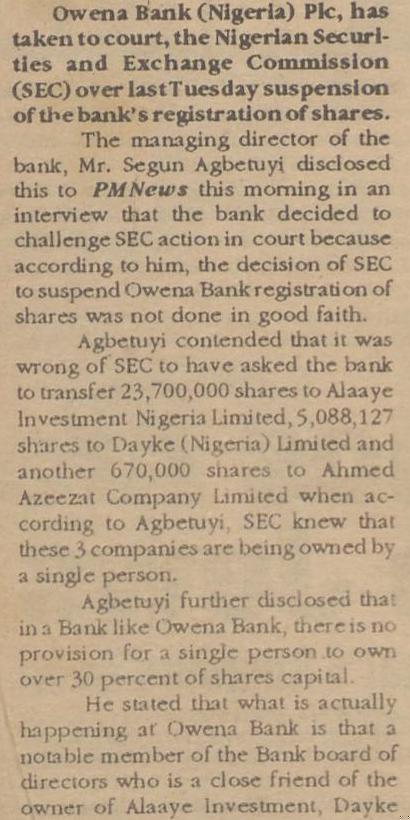 Owena Bank (Nigeria) Plc, has
taken to court, the Nigerian Securi-
ties and Exchange Commission
(SEC) over last Tuesday suspension
of the bank's registration of shares.
The managing director of the
bank, Mr. Segun Agbetuyi disclosed
this to PMNews this morning in an
interview that the bank decided to
challenge SEC action in court because
according to him, the decision of SEC
to suspend Owena Bank registration of
shares was not done in good faith.
Agbetuyi contended that it was
wrong of SEC to have asked the bank
to transfer 23,700,000 shares to Alaaye
Investment Nigeria Limited, 5,088,127
shares to Dayke (Nigeria) Limited and
another 670,000 shares to Ahmed
Azeezat Company Limited when ac-
cording to Agbetuyi, SEC knew that
these 3 companies are being owned by
a single person.
Agbetuyi further disclosed that
in a Bank like Owena Bank, there is no
provision for a single person to own
over 30 percent of shares capital.
He stated that what is actually
happening at Owena Bank is that a
notable member of the Bank board of
directors who is a close friend of the
owner of Alaaye Investment, Dayke